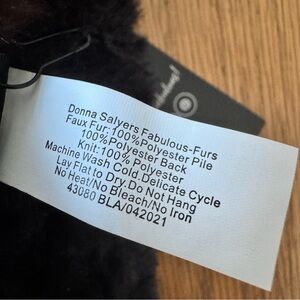 Donna Salyers Fabulous-Furs
Faux Fur: 100%Polyester Pile
100%Polyester Back
Knit: 100% Polyester
Machine Wash Cold.Delicate Cycle
Lay Flat to Dry.Do Not Hang
No Heat/No Bleach/No Iron
43080 BLA/042021